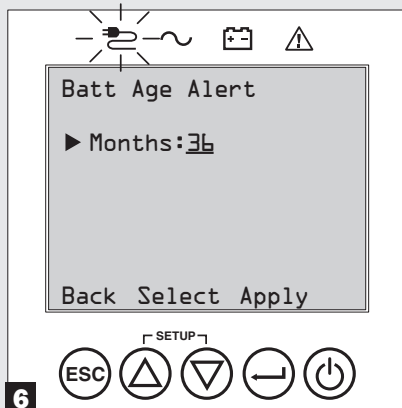 Batt Age Alert
▶ Months:36
Back Select Apply
SETUP
ESC
6